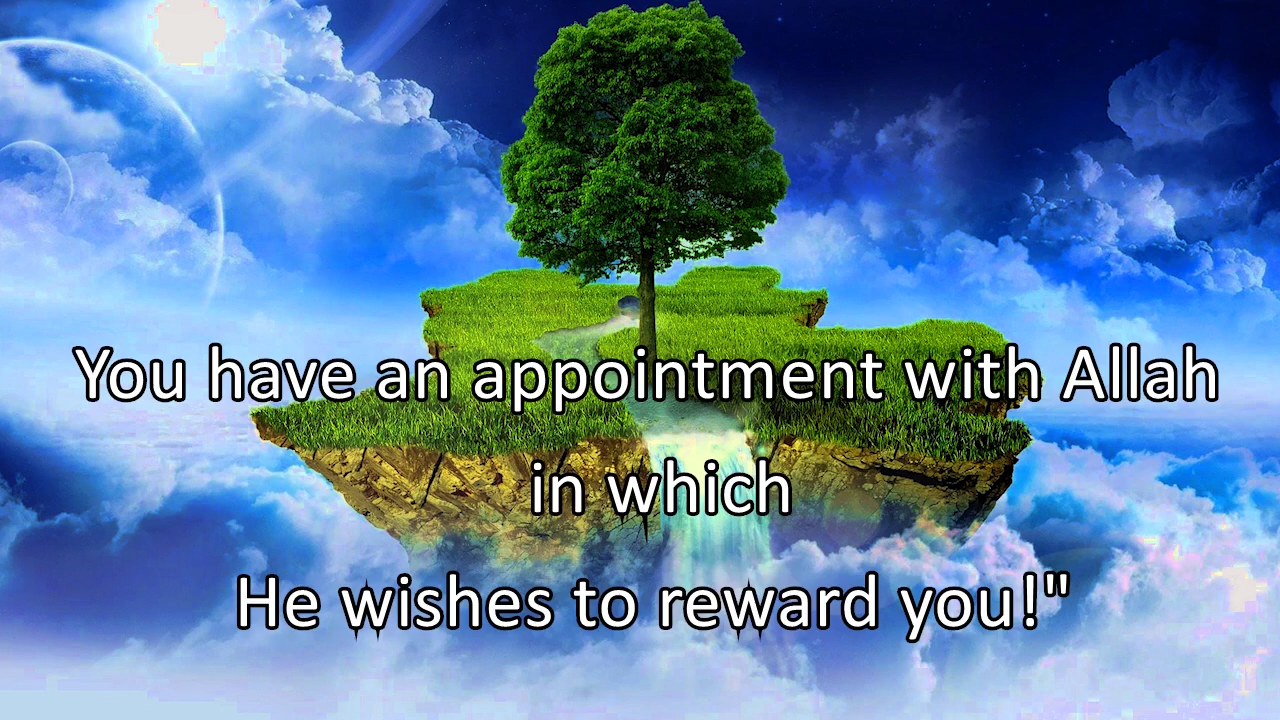 You have an appointment with Allah
in which
He wishes to reward you!"